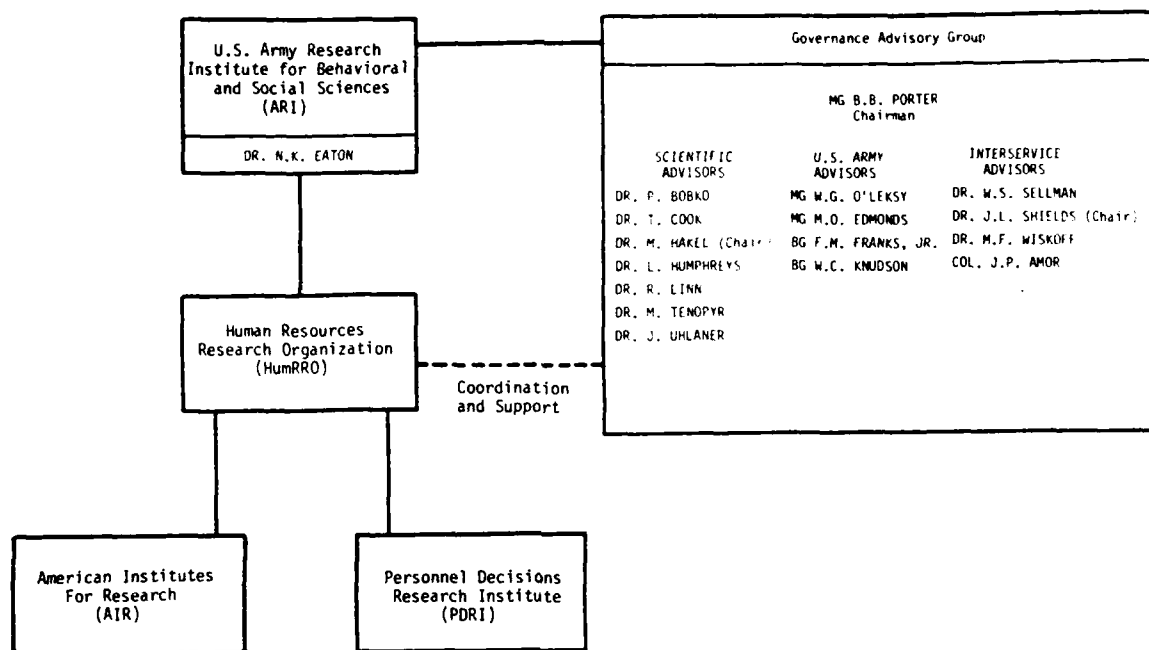 U.S. Army Research
Institute for Behavioral
and Social Sciences
(ARI)
DR. N.K. EATON
Governance Advisory Group
MG B.B. PORTER
Chairman
SCIENTIFIC
ADVISORS
DR. P. BOBKO
DR. T. COOK
DR. M. HAKEL (Chair)
DR. L. HUMPHREYS
DR. R. LINN
DR. M. TENOPYR
DR. J. UHLANER
U.S. ARMY
ADVISORS
MG W.G. O'LEKSY
MG M.O. EDMONDS
BG F.M. FRANKS, JR.
BG W.C. KNUDSON
INTERSERVICE
ADVISORS
DR. W.S. SELLMAN
DR. J.L. SHIELDS (Chair)
DR. M.F. WISKOFF
COL. J.P. AMOR
Human Resources
Research Organization
(HumRRO)
Coordination
and Support
American Institutes
For Research
(AIR)
Personnel Decisions
Research Institute
(PDRI)